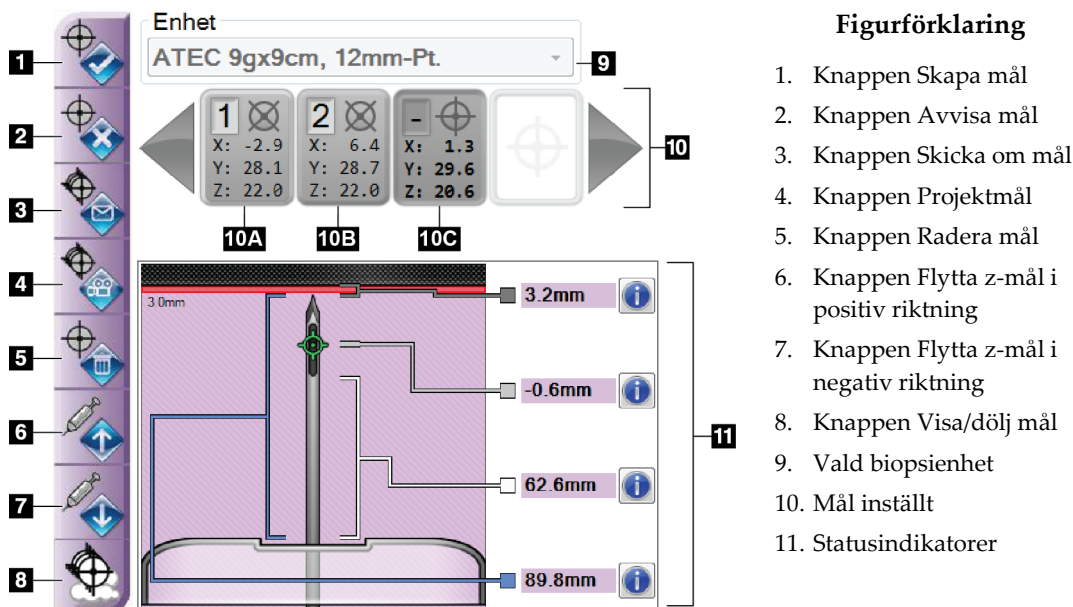 Enhet
ATEC 9gx9cm, 12mm-Pt.
1
2
3
4
5
6
7
8
9
10
11
1
X: -2.9
Y: 28.1
Z: 22.0
2
X: 6.4
Y: 28.7
Z: 22.0
-
X: 1.3
Y: 29.6
Z: 20.6
10A
10B
10C
3.0mm
3.2mm
-0.6mm
62.6mm
89.8mm
i
i
i
i
Figurförklaring
1. Knappen Skapa mål
2. Knappen Avvisa mål
3. Knappen Skicka om mål
4. Knappen Projektmål
5. Knappen Radera mål
6. Knappen Flytta z-mål i
positiv riktning
7. Knappen Flytta z-mål i
negativ riktning
8. Knappen Visa/dölj mål
9. Vald biopsienhet
10. Mål inställt
11. Statusindikatorer